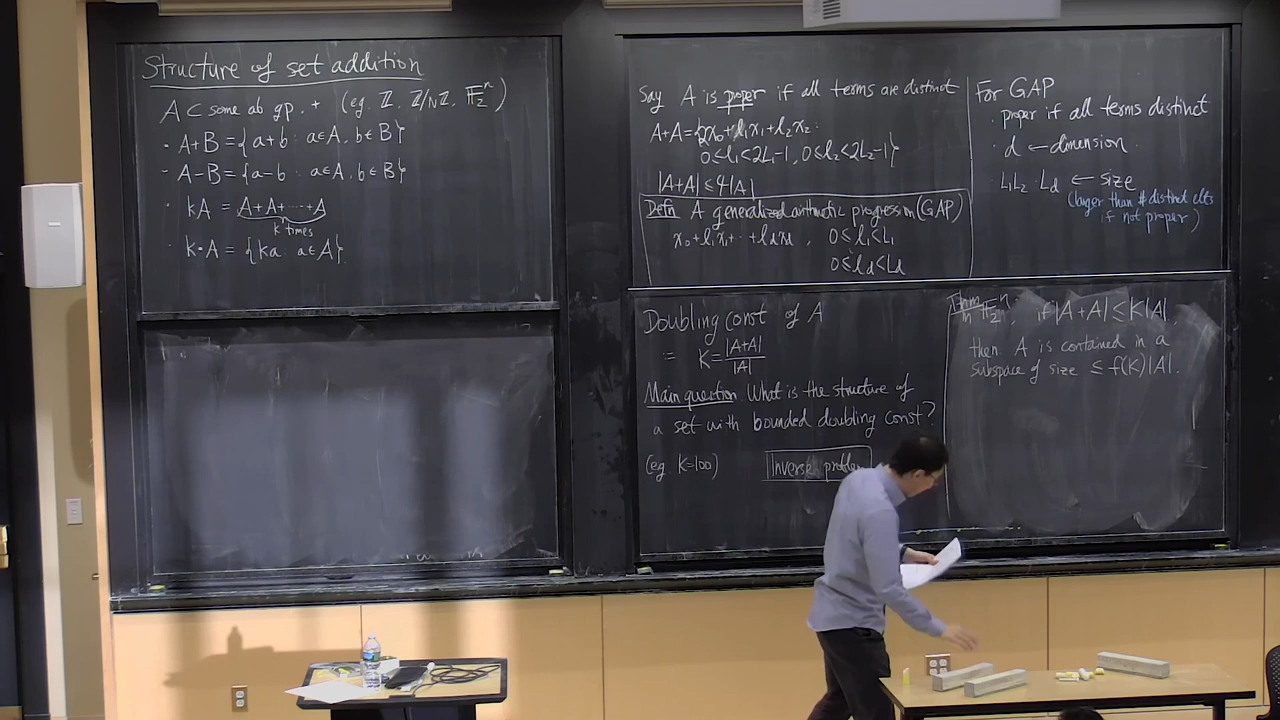 Structure of set addition
A ⊂ some ab gp. + (eg. ℤ, ℤ/Nℤ, 𝔽₂ⁿ)
· A+B = {a+b : a∈A, b∈B}
- A-B = {a-b : a∈A, b∈B}
· kA = A+A+···+A
k times
· k·A = {ka : a∈A}.
Say A is proper if all terms are distinct
A+A = {2x₀+l₁x₁+l₂x₂ :
0≤l₁<2L₁-1, 0≤l₂<2L₂-1}
|A+A| ≤ 4|A|
Defn A generalized arithmetic progression (GAP)
x₀+l₁x₁+··+l_d x_d, 0≤l₁<L₁
0≤l_d<L_d
For GAP
· proper if all terms distinct
· d ← dimension.
· L₁L₂··L_d ← size
(larger than # distinct elts
if not proper)
Doubling const of A
:= K = |A+A|/|A|
Main question. What is the structure of
a set with bounded doubling const?
(eg. K=100) Inverse problem
Thm in 𝔽₂ⁿ, if |A+A| ≤ K|A|,
then A is contained in a
subspace of size ≤ f(K)|A|.